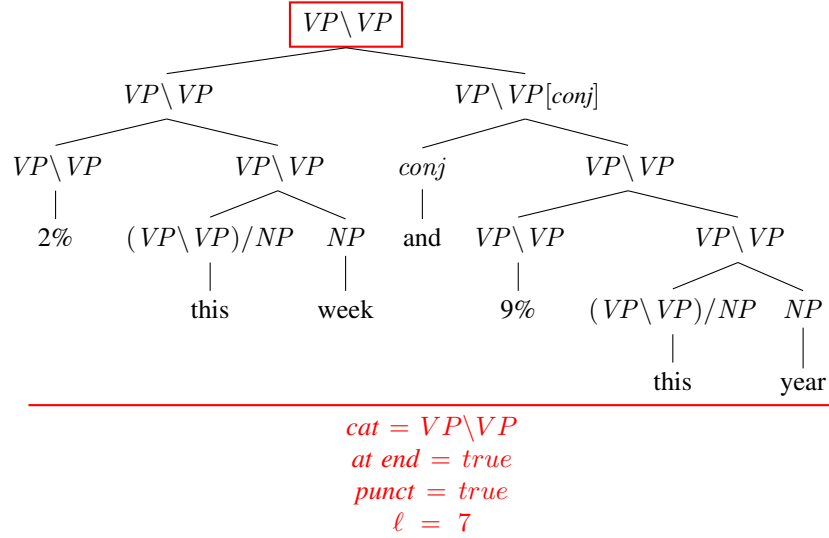 VP\VP
VP\VP VP\VP[conj]
VP\VP VP\VP conj VP\VP
2% (VP\VP)/NP NP and VP\VP VP\VP
this week 9% (VP\VP)/NP NP
this year
cat = VP\VP
at end = true
punct = true
ℓ = 7